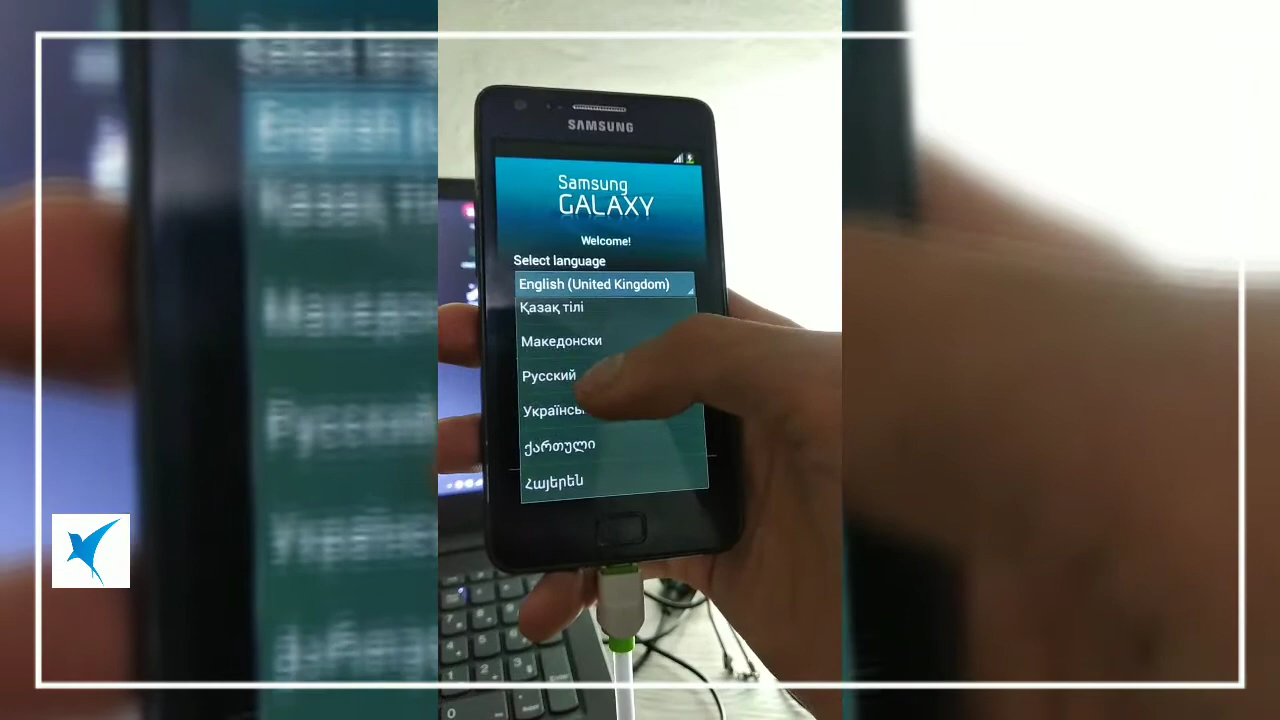 SAMSUNG
Samsung
GALAXY
Welcome!
Select language
English (United Kingdom)
Қазақ тілі
Македонски
Русский
ქართული
Հայերեն